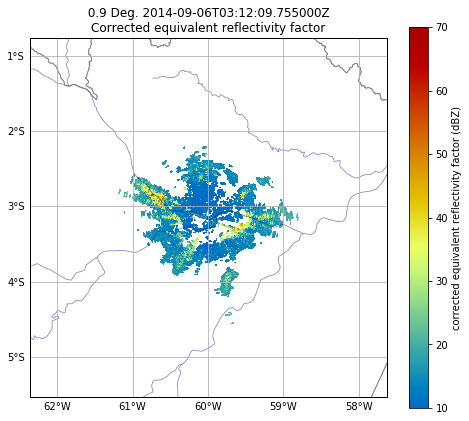 0.9 Deg. 2014-09-06T03:12:09.755000Z
Corrected equivalent reflectivity factor
1°S
2°S
3°S
4°S
5°S
62°W 61°W 60°W 59°W 58°W
70
60
50
40
30
20
10
corrected equivalent reflectivity factor (dBZ)